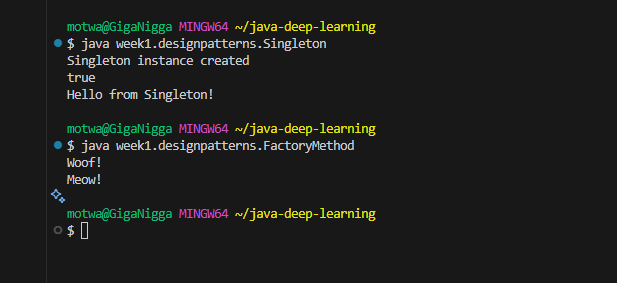 motwa@GigaNigga MINGW64 ~/java-deep-learning
$ java week1.designpatterns.Singleton
Singleton instance created
true
Hello from Singleton!
motwa@GigaNigga MINGW64 ~/java-deep-learning
$ java week1.designpatterns.FactoryMethod
Woof!
Meow!
motwa@GigaNigga MINGW64 ~/java-deep-learning
$